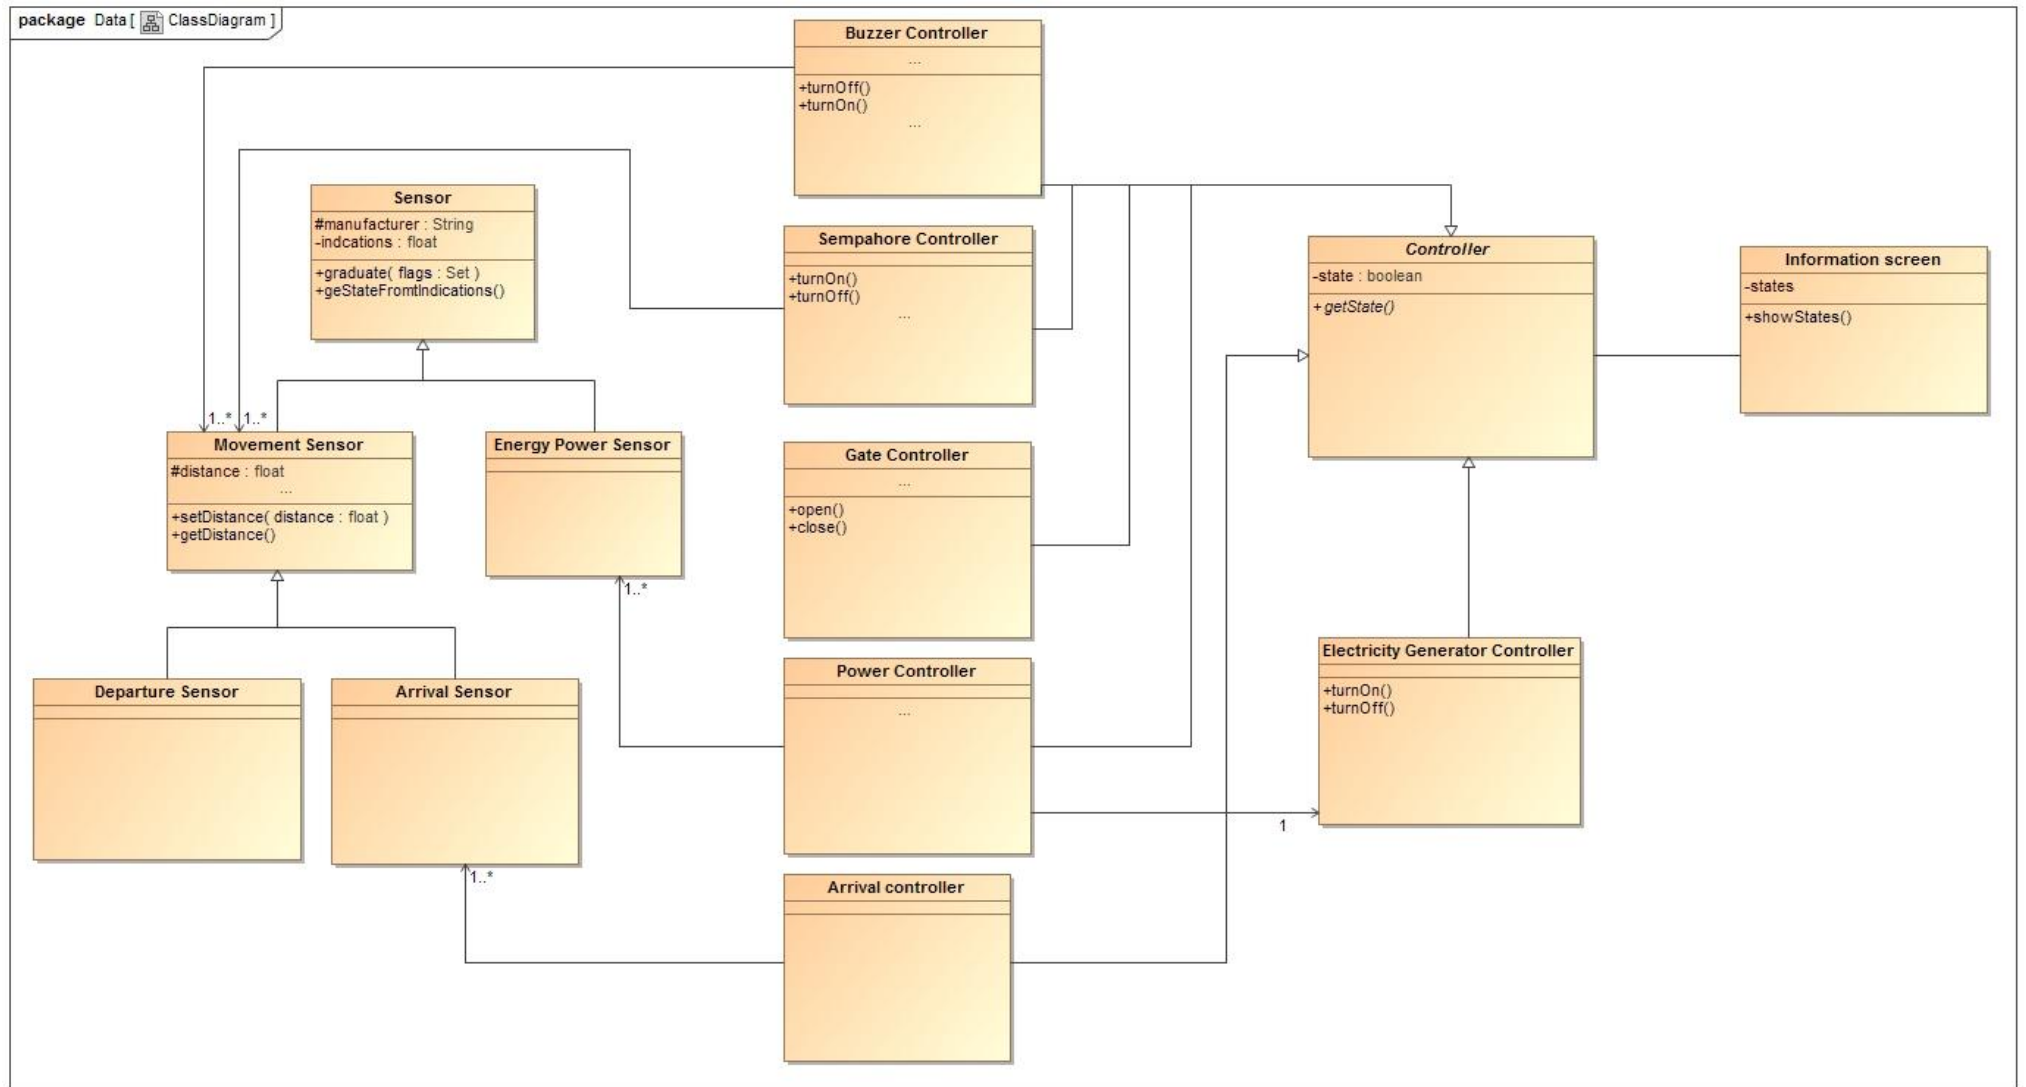 package Data [ ClassDiagram ]
Buzzer Controller
...
+turnOff()
+turnOn()
...
Sensor
#manufacturer : String
-indcations : float
+graduate( flags : Set )
+geStateFromtIndications()
Sempahore Controller
+turnOn()
+turnOff()
...
Controller
-state : boolean
+getState()
Information screen
-states
+showStates()
1..*
1..*
Movement Sensor
#distance : float
...
+setDistance( distance : float )
+getDistance()
Energy Power Sensor
1..*
Gate Controller
...
+open()
+close()
Power Controller
...
Electricity Generator Controller
+turnOn()
+turnOff()
1
Departure Sensor
Arrival Sensor
1..*
Arrival controller